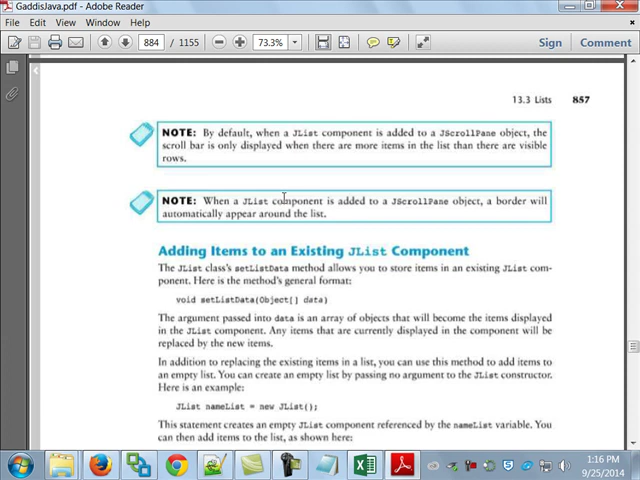 GaddisJava.pdf - Adobe Reader
File Edit View Window Help
884 / 1155 73.3% Sign Comment
13.3 Lists 857
NOTE: By default, when a JList component is added to a JScrollPane object, the
scroll bar is only displayed when there are more items in the list than there are visible
rows.
NOTE: When a JList component is added to a JScrollPane object, a border will
automatically appear around the list.
Adding Items to an Existing JList Component
The JList class's setListData method allows you to store items in an existing JList com-
ponent. Here is the method's general format:
void setListData(Object[] data)
The argument passed into data is an array of objects that will become the items displayed
in the JList component. Any items that are currently displayed in the component will be
replaced by the new items.
In addition to replacing the existing items in a list, you can use this method to add items to
an empty list. You can create an empty list by passing no argument to the JList constructor.
Here is an example:
JList nameList = new JList();
This statement creates an empty JList component referenced by the nameList variable. You
can then add items to the list, as shown here:
1:16 PM
9/25/2014